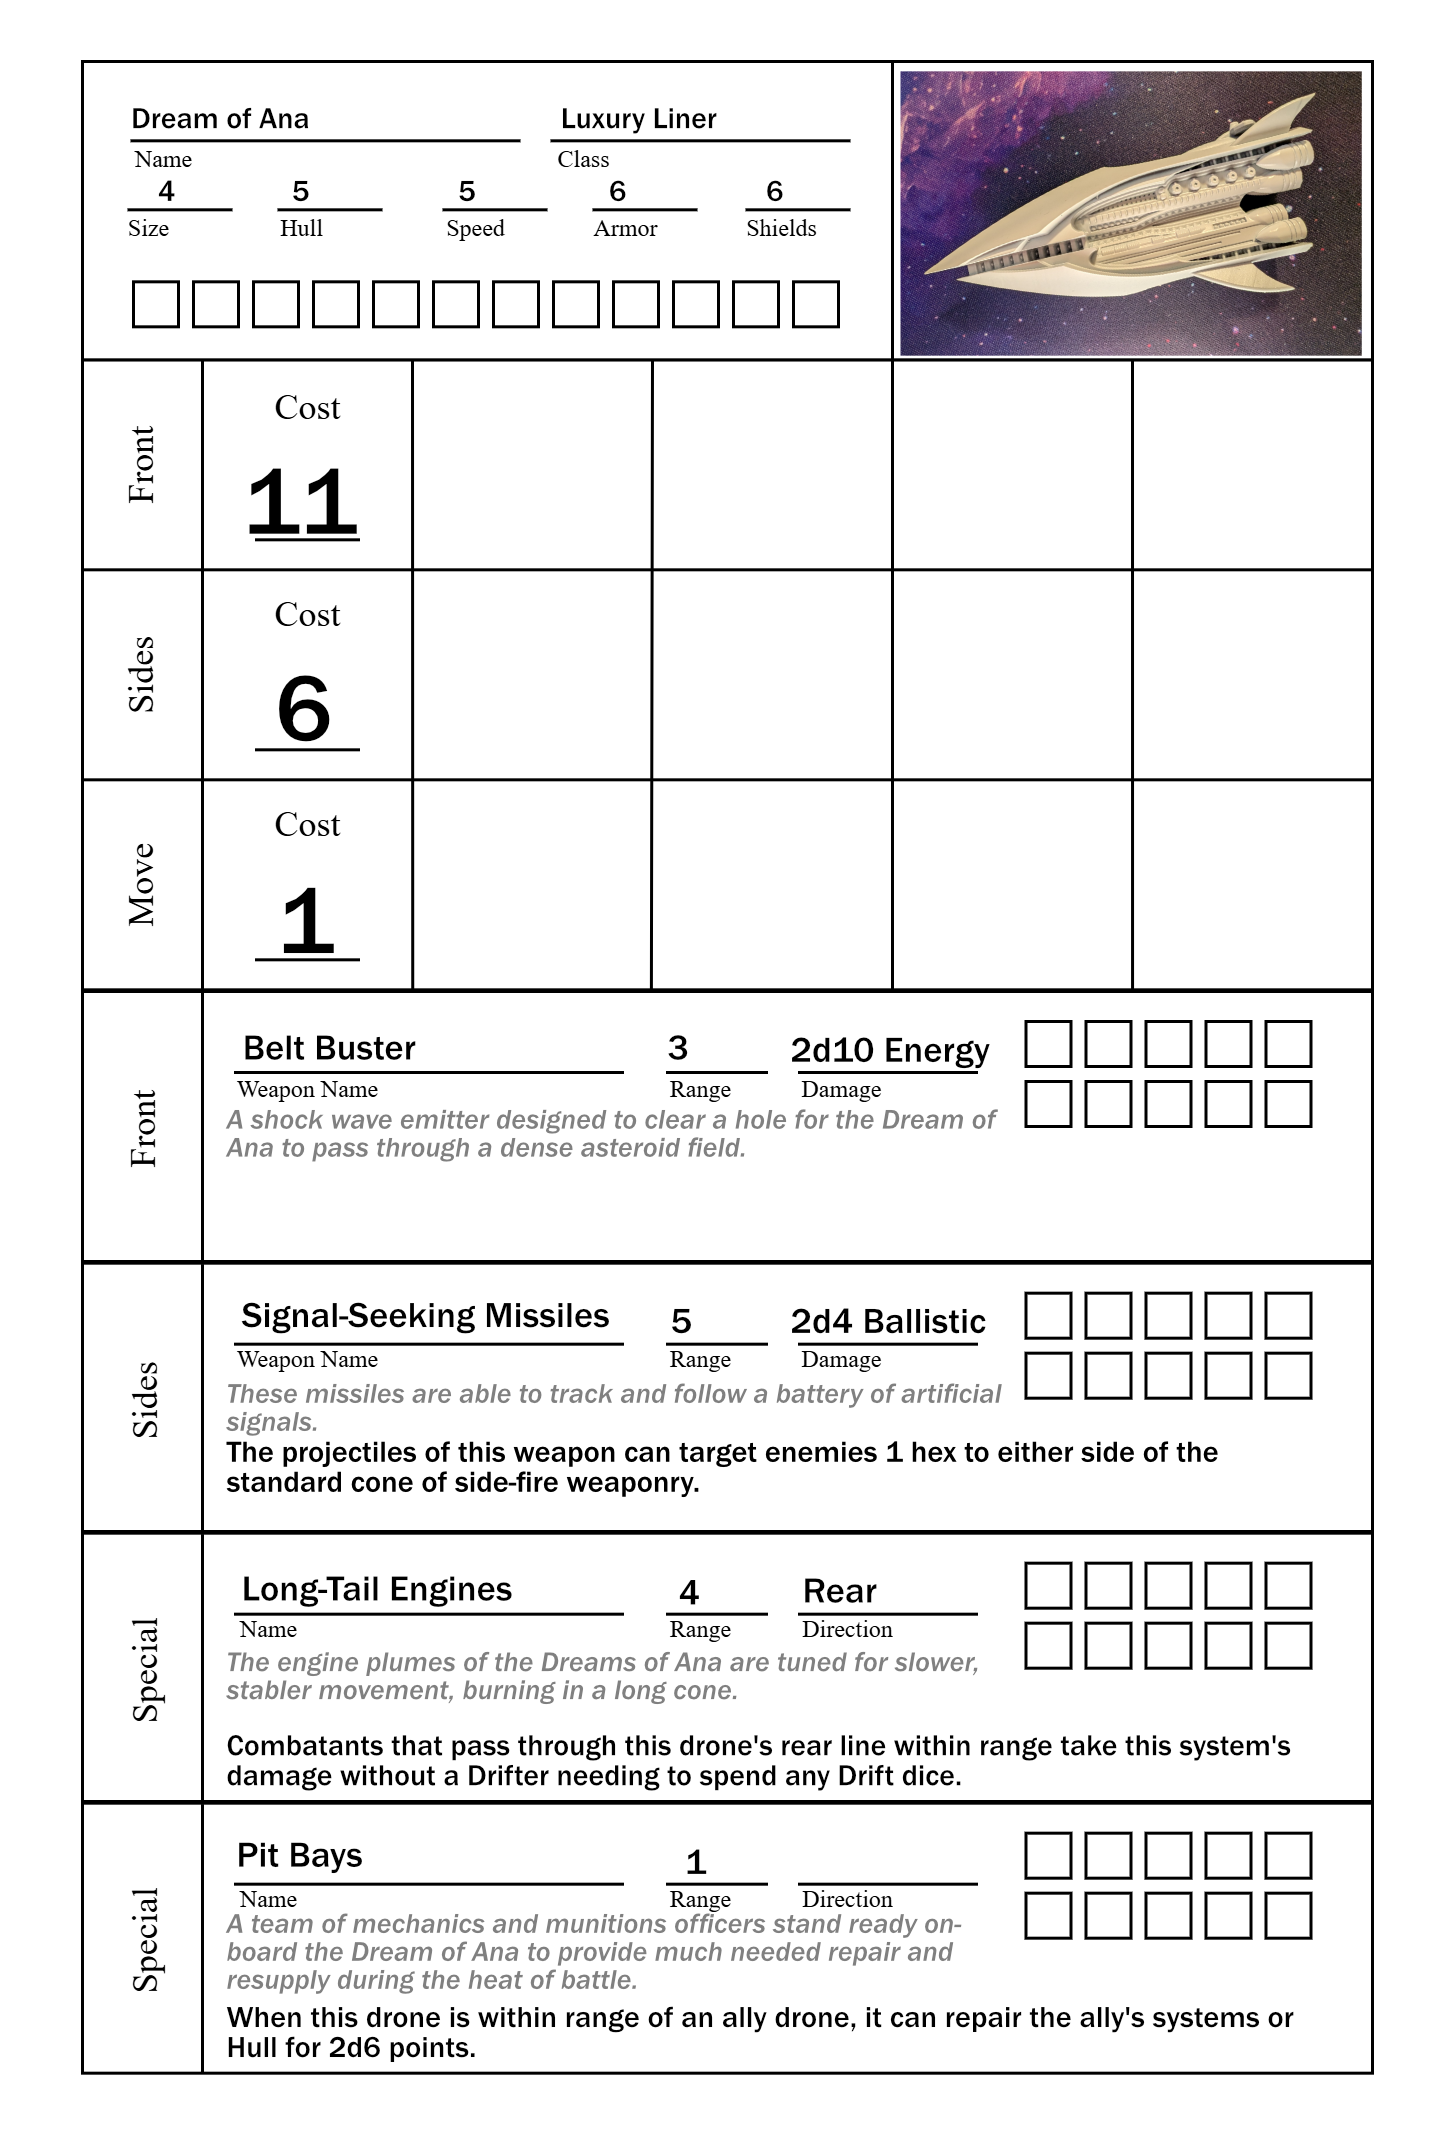 Dream of Ana Luxury Liner
Name Class
4 5 5 6 6
Size Hull Speed Armor Shields
Front Cost
11
Sides Cost
6
Move Cost
1
Front
Belt Buster 3 2d10 Energy
Weapon Name Range Damage
A shock wave emitter designed to clear a hole for the Dream of
Ana to pass through a dense asteroid field.
Sides
Signal-Seeking Missiles 5 2d4 Ballistic
Weapon Name Range Damage
These missiles are able to track and follow a battery of artificial
signals.
The projectiles of this weapon can target enemies 1 hex to either side of the
standard cone of side-fire weaponry.
Special
Long-Tail Engines 4 Rear
Name Range Direction
The engine plumes of the Dreams of Ana are tuned for slower,
stabler movement, burning in a long cone.
Combatants that pass through this drone's rear line within range take this system's
damage without a Drifter needing to spend any Drift dice.
Special
Pit Bays 1
Name Range Direction
A team of mechanics and munitions officers stand ready on-
board the Dream of Ana to provide much needed repair and
resupply during the heat of battle.
When this drone is within range of an ally drone, it can repair the ally's systems or
Hull for 2d6 points.